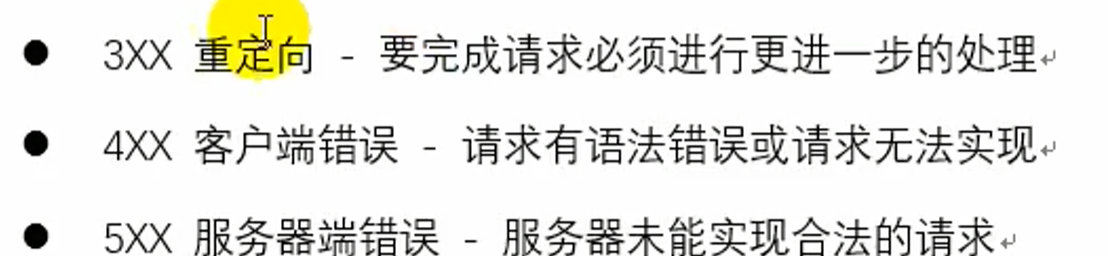 ● 3XX 重定向 - 要完成请求必须进行更进一步的处理
● 4XX 客户端错误 - 请求有语法错误或请求无法实现
● 5XX 服务器端错误 - 服务器未能实现合法的请求